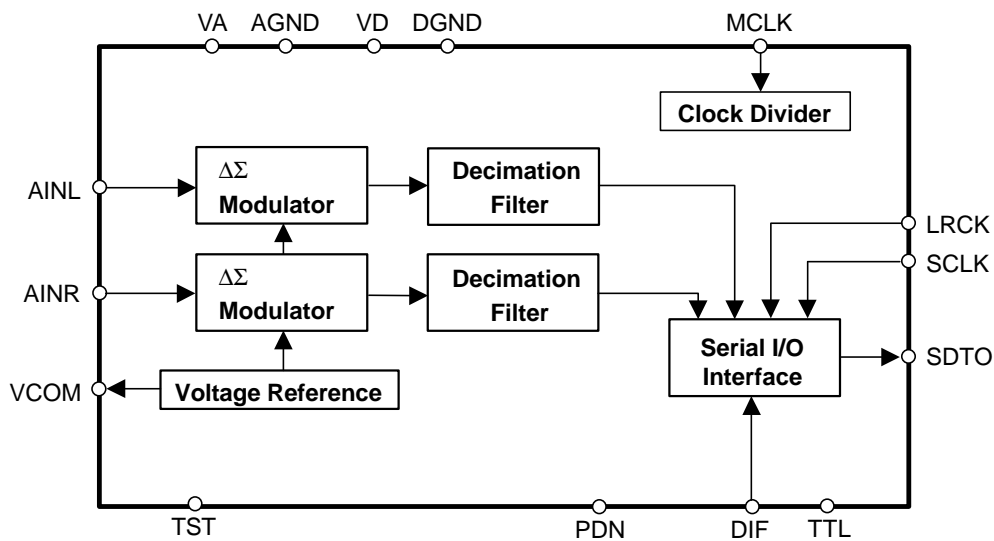 VA AGND VD DGND MCLK
Clock Divider
AINL
ΔΣ
Modulator
Decimation
Filter
LRCK
SCLK
AINR
ΔΣ
Modulator
Decimation
Filter
Serial I/O
Interface
SDTO
VCOM
Voltage Reference
TST PDN DIF TTL